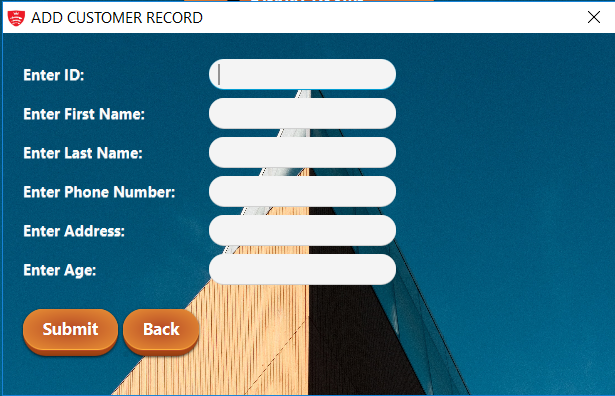 ADD CUSTOMER RECORD
Enter ID:
Enter First Name:
Enter Last Name:
Enter Phone Number:
Enter Address:
Enter Age:
Submit Back